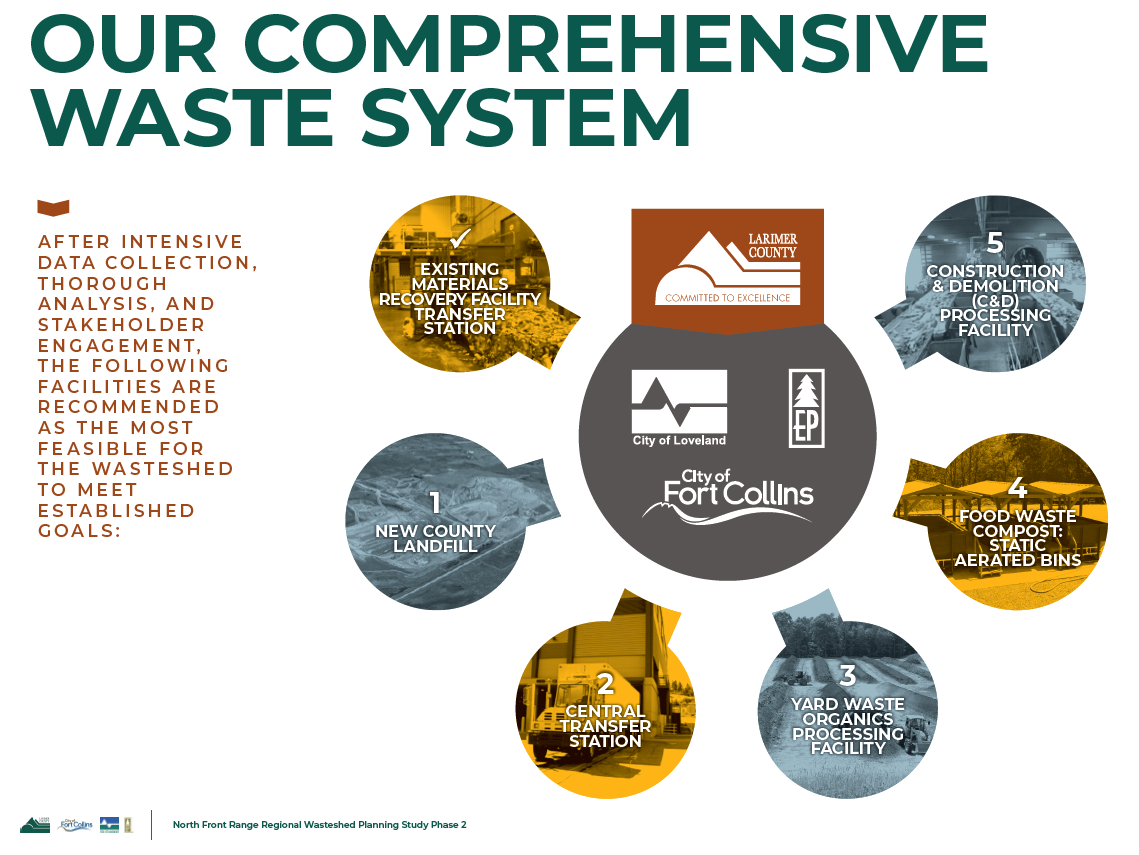 OUR COMPREHENSIVE
WASTE SYSTEM
AFTER INTENSIVE
DATA COLLECTION,
THOROUGH
ANALYSIS, AND
STAKEHOLDER
ENGAGEMENT,
THE FOLLOWING
FACILITIES ARE
RECOMMENDED
AS THE MOST
FEASIBLE FOR
THE WASTESHED
TO MEET
ESTABLISHED
GOALS:
✓
EXISTING
MATERIALS
RECOVERY FACILITY
TRANSFER
STATION
LARIMER
COUNTY
COMMITTED TO EXCELLENCE
City of Loveland
EP
City of
Fort Collins
5
CONSTRUCTION
& DEMOLITION
(C&D)
PROCESSING
FACILITY
1
NEW COUNTY
LANDFILL
4
FOOD WASTE
COMPOST:
STATIC
AERATED BINS
2
CENTRAL
TRANSFER
STATION
3
YARD WASTE
ORGANICS
PROCESSING
FACILITY
Fort Collins
North Front Range Regional Wasteshed Planning Study Phase 2